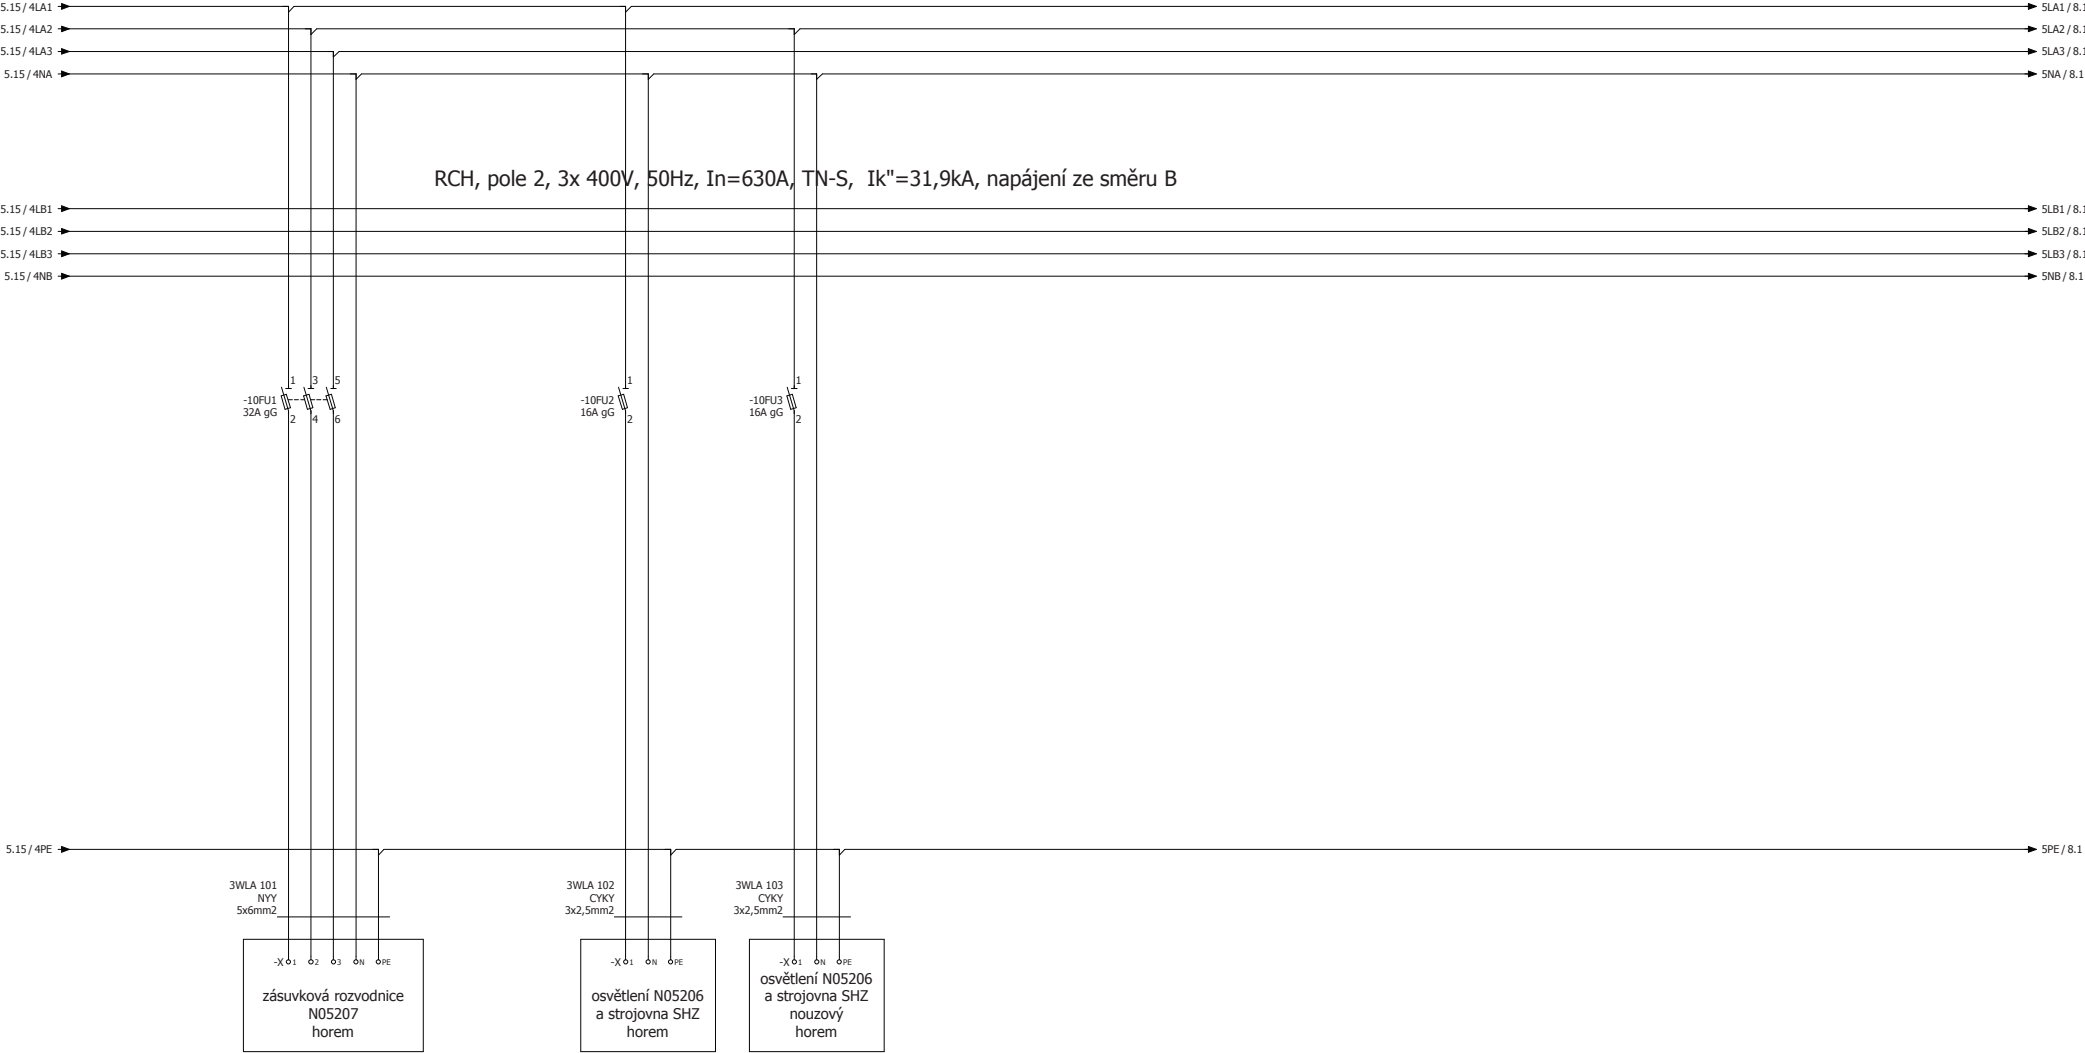 5.15 / 4LA1
5LA1 / 8.1
5.15 / 4LA2
5LA2 / 8.1
5.15 / 4LA3
5LA3 / 8.1
5.15 / 4NA
5NA / 8.1
RCH, pole 2, 3x 400V, 50Hz, In=630A, TN-S, Ik"=31,9kA, napájení ze směru B
5.15 / 4LB1
5LB1 / 8.1
5.15 / 4LB2
5LB2 / 8.1
5.15 / 4LB3
5LB3 / 8.1
5.15 / 4NB
5NB / 8.1
1 3 5
-10FU1
32A gG
2 4 6
1
-10FU2
16A gG
2
1
-10FU3
16A gG
2
5.15 / 4PE
5PE / 8.1
3WLA 101
NYY
5x6mm2
3WLA 102
CYKY
3x2,5mm2
3WLA 103
CYKY
3x2,5mm2
-X 1 2 3 N PE
zásuvková rozvodnice
N05207
horem
-X 1 N PE
osvětlení N05206
a strojovna SHZ
horem
-X 1 N PE
osvětlení N05206
a strojovna SHZ
nouzový
horem